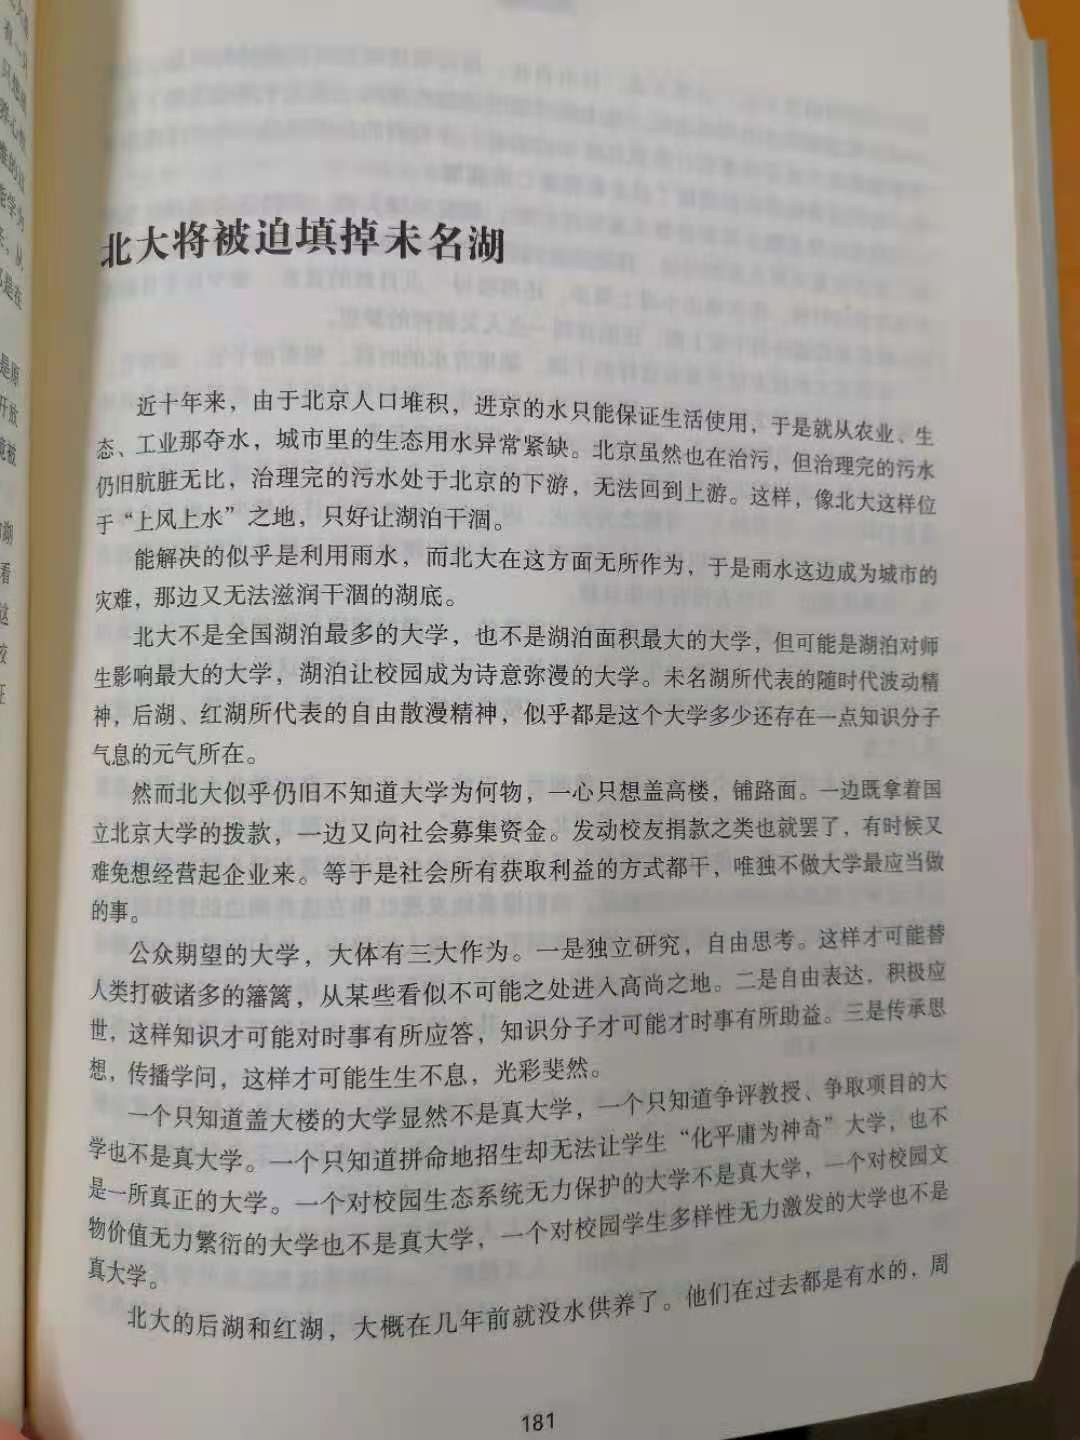 北大将被迫填掉未名湖
近十年来，由于北京人口堆积，进京的水只能保证生活使用，于是就从农业、生
态、工业那夺水，城市里的生态用水异常紧缺。北京虽然也在治污，但治理完的污水
仍旧肮脏无比，治理完的污水处于北京的下游，无法回到上游。这样，像北大这样位
于“上风上水”之地，只好让湖泊干涸。
能解决的似乎是利用雨水，而北大在这方面无所作为，于是雨水这边成为城市的
灾难，那边又无法滋润干涸的湖底。
北大不是全国湖泊最多的大学，也不是湖泊面积最大的大学，但可能是湖泊对师
生影响最大的大学，湖泊让校园成为诗意弥漫的大学。未名湖所代表的随时代波动精
神，后湖、红湖所代表的自由散漫精神，似乎都是这个大学多少还存在一点知识分子
气息的元气所在。
然而北大似乎仍旧不知道大学为何物，一心只想盖高楼，铺路面。一边既拿着国
立北京大学的拨款，一边又向社会募集资金。发动校友捐款之类也就罢了，有时候又
难免想经营起企业来。等于是社会所有获取利益的方式都干，唯独不做大学最应当做
的事。
公众期望的大学，大体有三大作为。一是独立研究，自由思考。这样才可能替
人类打破诸多的籓篱，从某些看似不可能之处进入高尚之地。二是自由表达，积极应
世，这样知识才可能对时事有所应答，知识分子才可能才时事有所助益。三是传承思
想，传播学问，这样才可能生生不息，光彩斐然。
一个只知道盖大楼的大学显然不是真大学，一个只知道争评教授、争取项目的大
学也不是真大学。一个只知道拼命地招生却无法让学生“化平庸为神奇”大学，也不
是一所真正的大学。一个对校园生态系统无力保护的大学不是真大学，一个对校园文
物价值无力繁衍的大学也不是真大学，一个对校园学生多样性无力激发的大学也不是
真大学。
北大的后湖和红湖，大概在几年前就没水供养了。他们在过去都是有水的，周
181